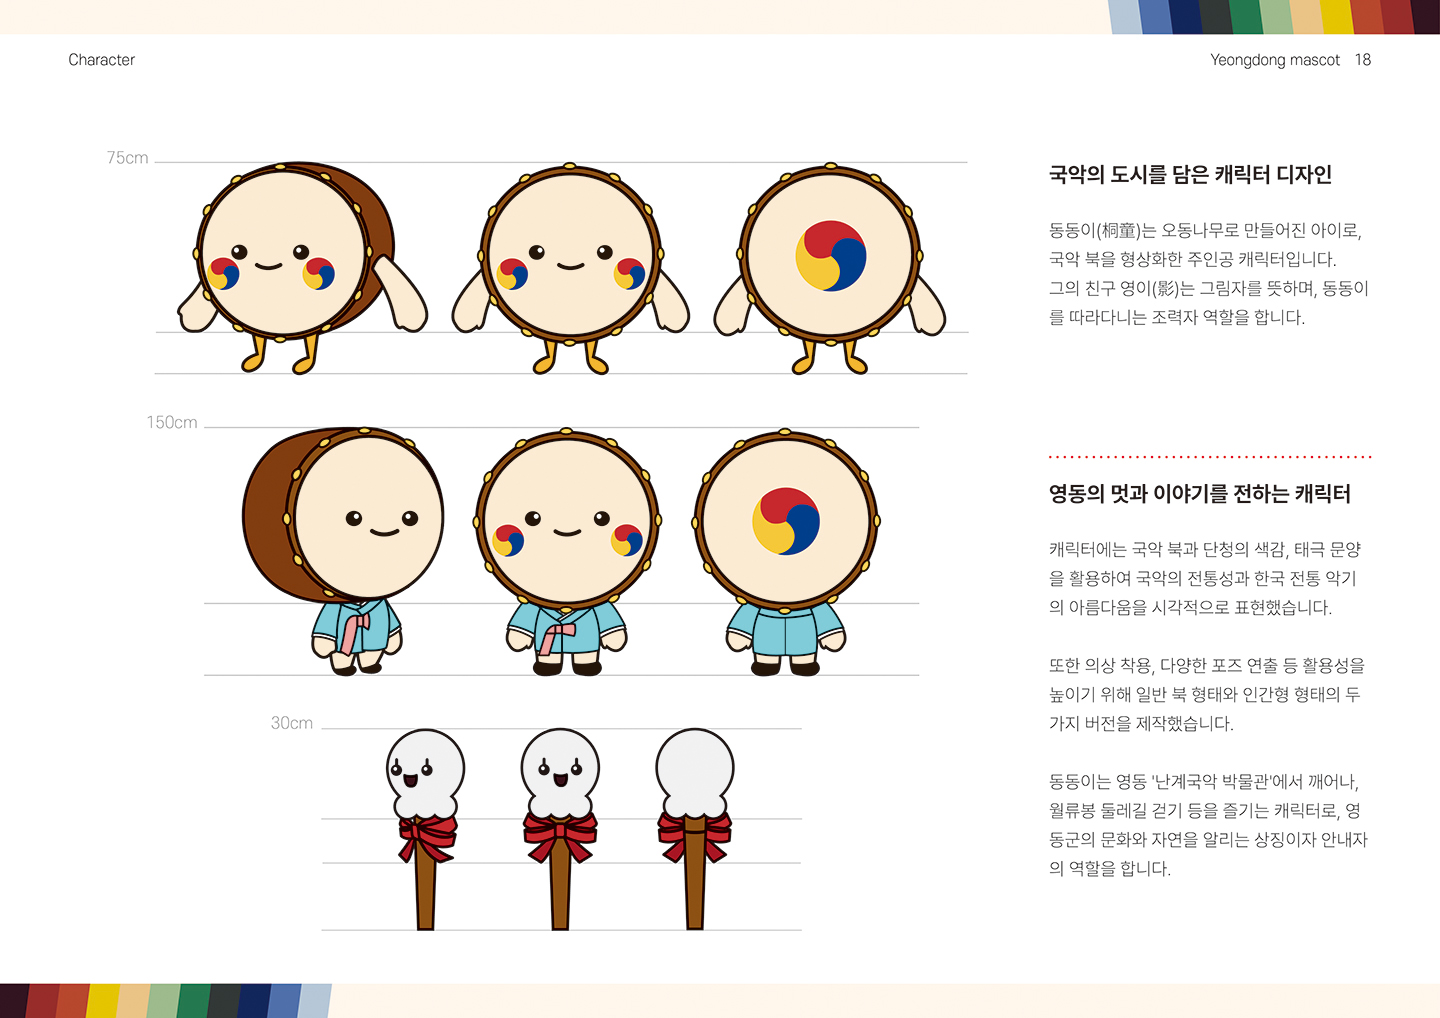 Character
Yeongdong mascot 18
75cm
150cm
30cm
국악의 도시를 담은 캐릭터 디자인
동동이(桐童)는 오동나무로 만들어진 아이로,
국악 북을 형상화한 주인공 캐릭터입니다.
그의 친구 영이(影)는 그림자를 뜻하며, 동동이
를 따라다니는 조력자 역할을 합니다.
영동의 멋과 이야기를 전하는 캐릭터
캐릭터에는 국악 북과 단청의 색감, 태극 문양
을 활용하여 국악의 전통성과 한국 전통 악기
의 아름다움을 시각적으로 표현했습니다.
또한 의상 착용, 다양한 포즈 연출 등 활용성을
높이기 위해 일반 북 형태와 인간형 형태의 두
가지 버전을 제작했습니다.
동동이는 영동 '난계국악 박물관'에서 깨어나,
월류봉 둘레길 걷기 등을 즐기는 캐릭터로, 영
동군의 문화와 자연을 알리는 상징이자 안내자
의 역할을 합니다.